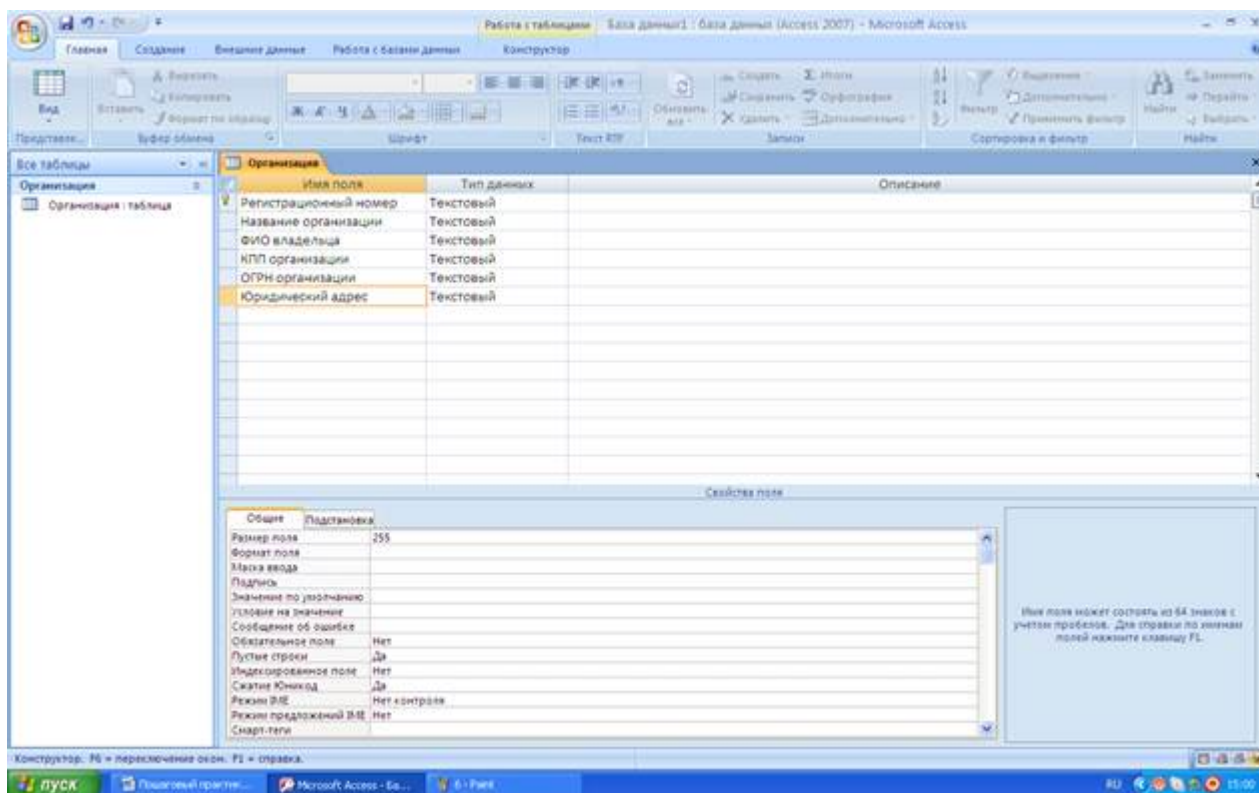 Работа с таблицами База данных1 : база данных (Access 2007) - Microsoft Access
Главная Создание Внешние данные Работа с базами данных Конструктор
Вид
Вставить
Вырезать
Копировать
Формат по образцу
Ж К Ч
Обновить все
Создать
Сохранить
Удалить
Итоги
Орфография
Дополнительно
Фильтр
Выделение
Дополнительно
Применить фильтр
Найти
Заменить
Перейти
Выбрать
Буфер обмена Шрифт Текст RTF Записи Сортировка и фильтр Найти
Все таблицы
Организация
Организация : таблица
Организация
Имя поля Тип данных Описание
Регистрационный номер Текстовый
Название организации Текстовый
ФИО владельца Текстовый
КПП организации Текстовый
ОГРН организации Текстовый
Юридический адрес Текстовый
Свойства поля
Общие Подстановка
Размер поля 255
Формат поля
Маска ввода
Подпись
Значение по умолчанию
Условие на значение
Сообщение об ошибке
Обязательное поле Нет
Пустые строки Да
Индексированное поле Нет
Сжатие Юникод Да
Режим IME Нет контроля
Режим предложений IME Нет
Смарт-теги
Имя поля может состоять из 64 знаков с
учетом пробелов. Для справки по именам
полей нажмите клавишу F1.
Конструктор. F6 = переключение окон. F1 = справка.
пуск Пошаговый практи... Microsoft Access - Ба... 6 - Paint RU 15:00